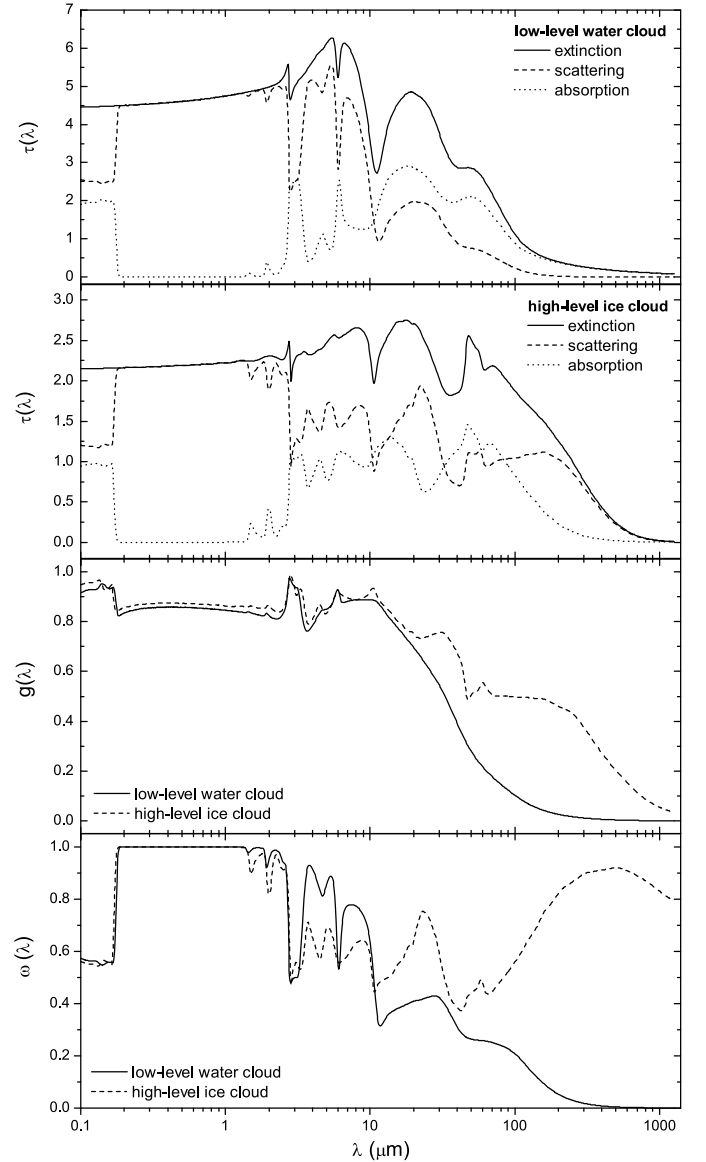 7
6
5
4
3
2
1
0
τ(λ)
low-level water cloud
extinction
scattering
absorption
3.0
2.5
2.0
1.5
1.0
0.5
0.0
τ(λ)
high-level ice cloud
extinction
scattering
absorption
1.0
0.8
0.6
0.4
0.2
0.0
g(λ)
low-level water cloud
high-level ice cloud
1.0
0.8
0.6
0.4
0.2
0.0
ω(λ)
low-level water cloud
high-level ice cloud
0.1 1 10 100 1000
λ (μm)